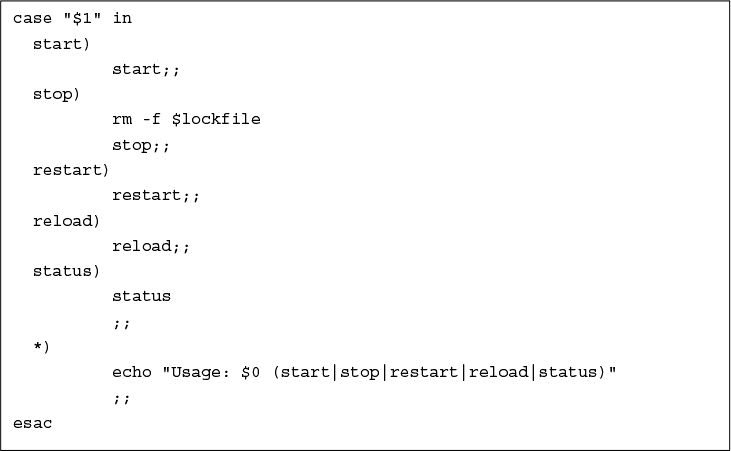 case "$1" in
start)
start;;
stop)
rm -f $lockfile
stop;;
restart)
restart;;
reload)
reload;;
status)
status
;;
*)
echo "Usage: $0 (start|stop|restart|reload|status)"
;;
esac